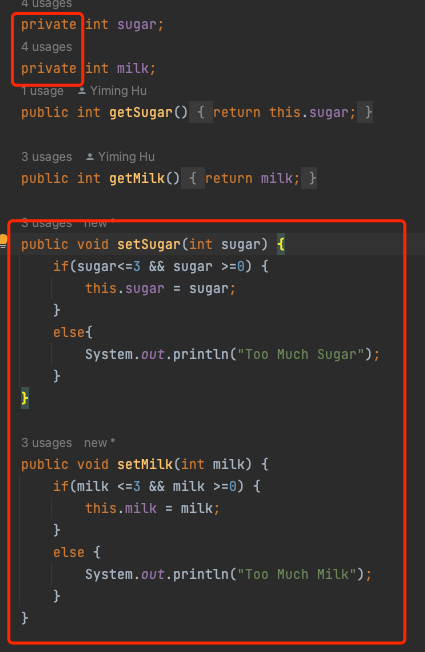 4 usages
private int sugar;
4 usages
private int milk;
1 usage Yiming Hu
public int getSugar() { return this.sugar; }
3 usages Yiming Hu
public int getMilk() { return milk; }
3 usages new *
public void setSugar(int sugar) {
if(sugar<=3 && sugar >=0) {
this.sugar = sugar;
}
else{
System.out.println("Too Much Sugar");
}
}
3 usages new *
public void setMilk(int milk) {
if(milk <=3 && milk >=0) {
this.milk = milk;
}
else {
System.out.println("Too Much Milk");
}
}